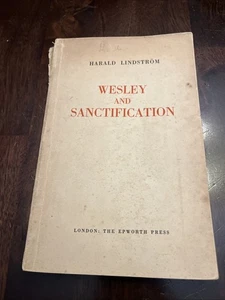 HARALD LINDSTRÖM
WESLEY
AND
SANCTIFICATION
LONDON: THE EPWORTH PRESS